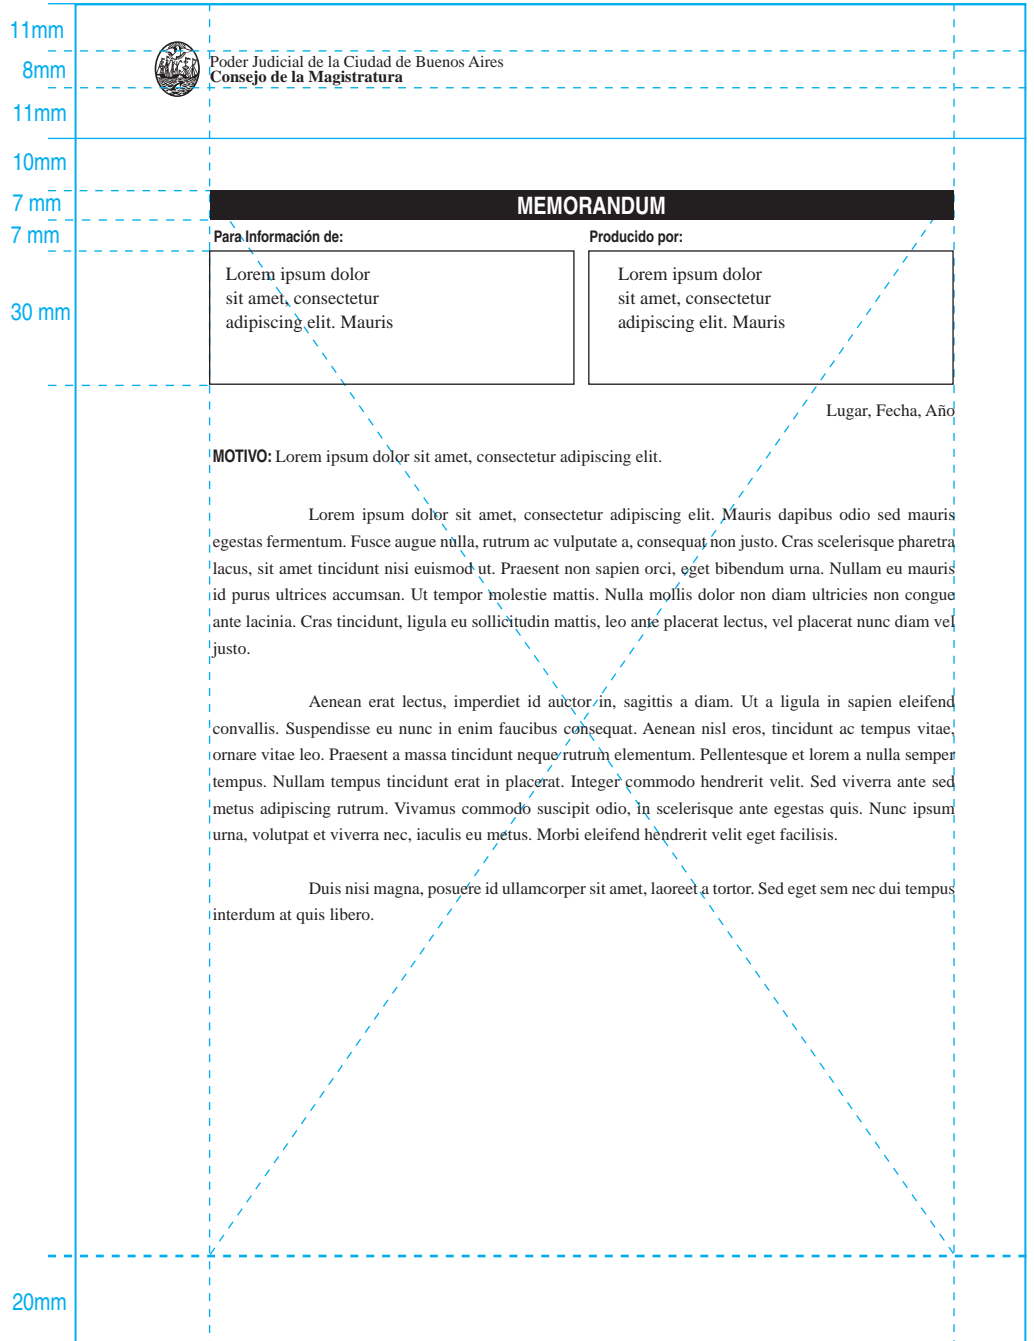 11mm
Poder Judicial de la Ciudad de Buenos Aires
8mm
Consejo de la Magistratura
11mm
10mm
7 mm
MEMORANDUM
7 mm
Para Información de:
Producido por:
Lorem ipsum dolor
sit amet, consectetur
adipiscing elit. Mauris
Lorem ipsum dolor
sit amet, consectetur
adipiscing elit. Mauris
30 mm
Lugar, Fecha, Año
MOTIVO: Lorem ipsum dolor sit amet, consectetur adipiscing elit.
Lorem ipsum dolor sit amet, consectetur adipiscing elit. Mauris dapibus odio sed mauris
egestas fermentum. Fusce augue nulla, rutrum ac vulputate a, consequat non justo. Cras scelerisque pharetra
lacus, sit amet tincidunt nisi euismod ut. Praesent non sapien orci, eget bibendum urna. Nullam eu mauris
id purus ultrices accumsan. Ut tempor molestie mattis. Nulla mollis dolor non diam ultricies non congue
ante lacinia. Cras tincidunt, ligula eu sollicitudin mattis, leo ante placerat lectus, vel placerat nunc diam vel
justo.
Aenean erat lectus, imperdiet id auctor in, sagittis a diam. Ut a ligula in sapien eleifend
convallis. Suspendisse eu nunc in enim faucibus consequat. Aenean nisl eros, tincidunt ac tempus vitae,
ornare vitae leo. Praesent a massa tincidunt neque rutrum elementum. Pellentesque et lorem a nulla semper
tempus. Nullam tempus tincidunt erat in placerat. Integer commodo hendrerit velit. Sed viverra ante sed
metus adipiscing rutrum. Vivamus commodo suscipit odio, in scelerisque ante egestas quis. Nunc ipsum
urna, volutpat et viverra nec, iaculis eu metus. Morbi eleifend hendrerit velit eget facilisis.
Duis nisi magna, posuere id ullamcorper sit amet, laoreet a tortor. Sed eget sem nec dui tempus
interdum at quis libero.
20mm